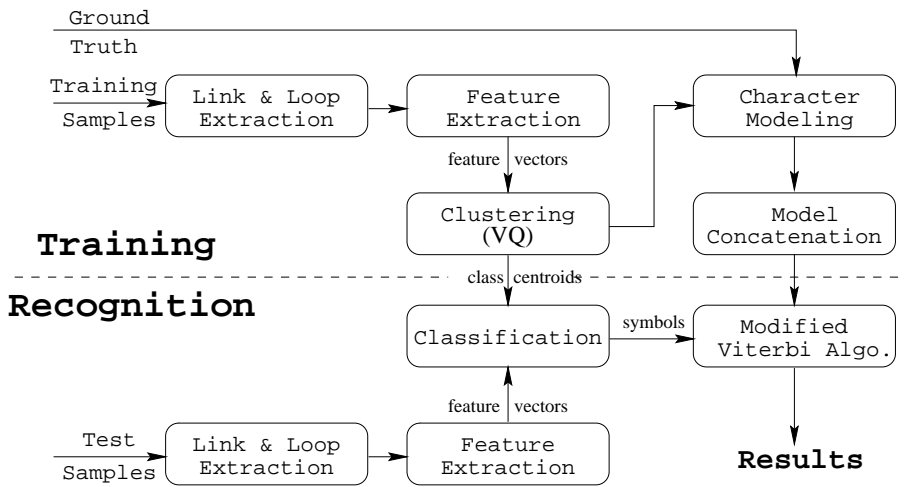 Ground
Truth
Training
Samples
Link & Loop
Extraction
Feature
Extraction
Character
Modeling
feature vectors
Clustering
(VQ)
Model
Concatenation
Training
class centroids
Recognition
Classification
symbols
Modified
Viterbi Algo.
feature vectors
Test
Samples
Link & Loop
Extraction
Feature
Extraction
Results